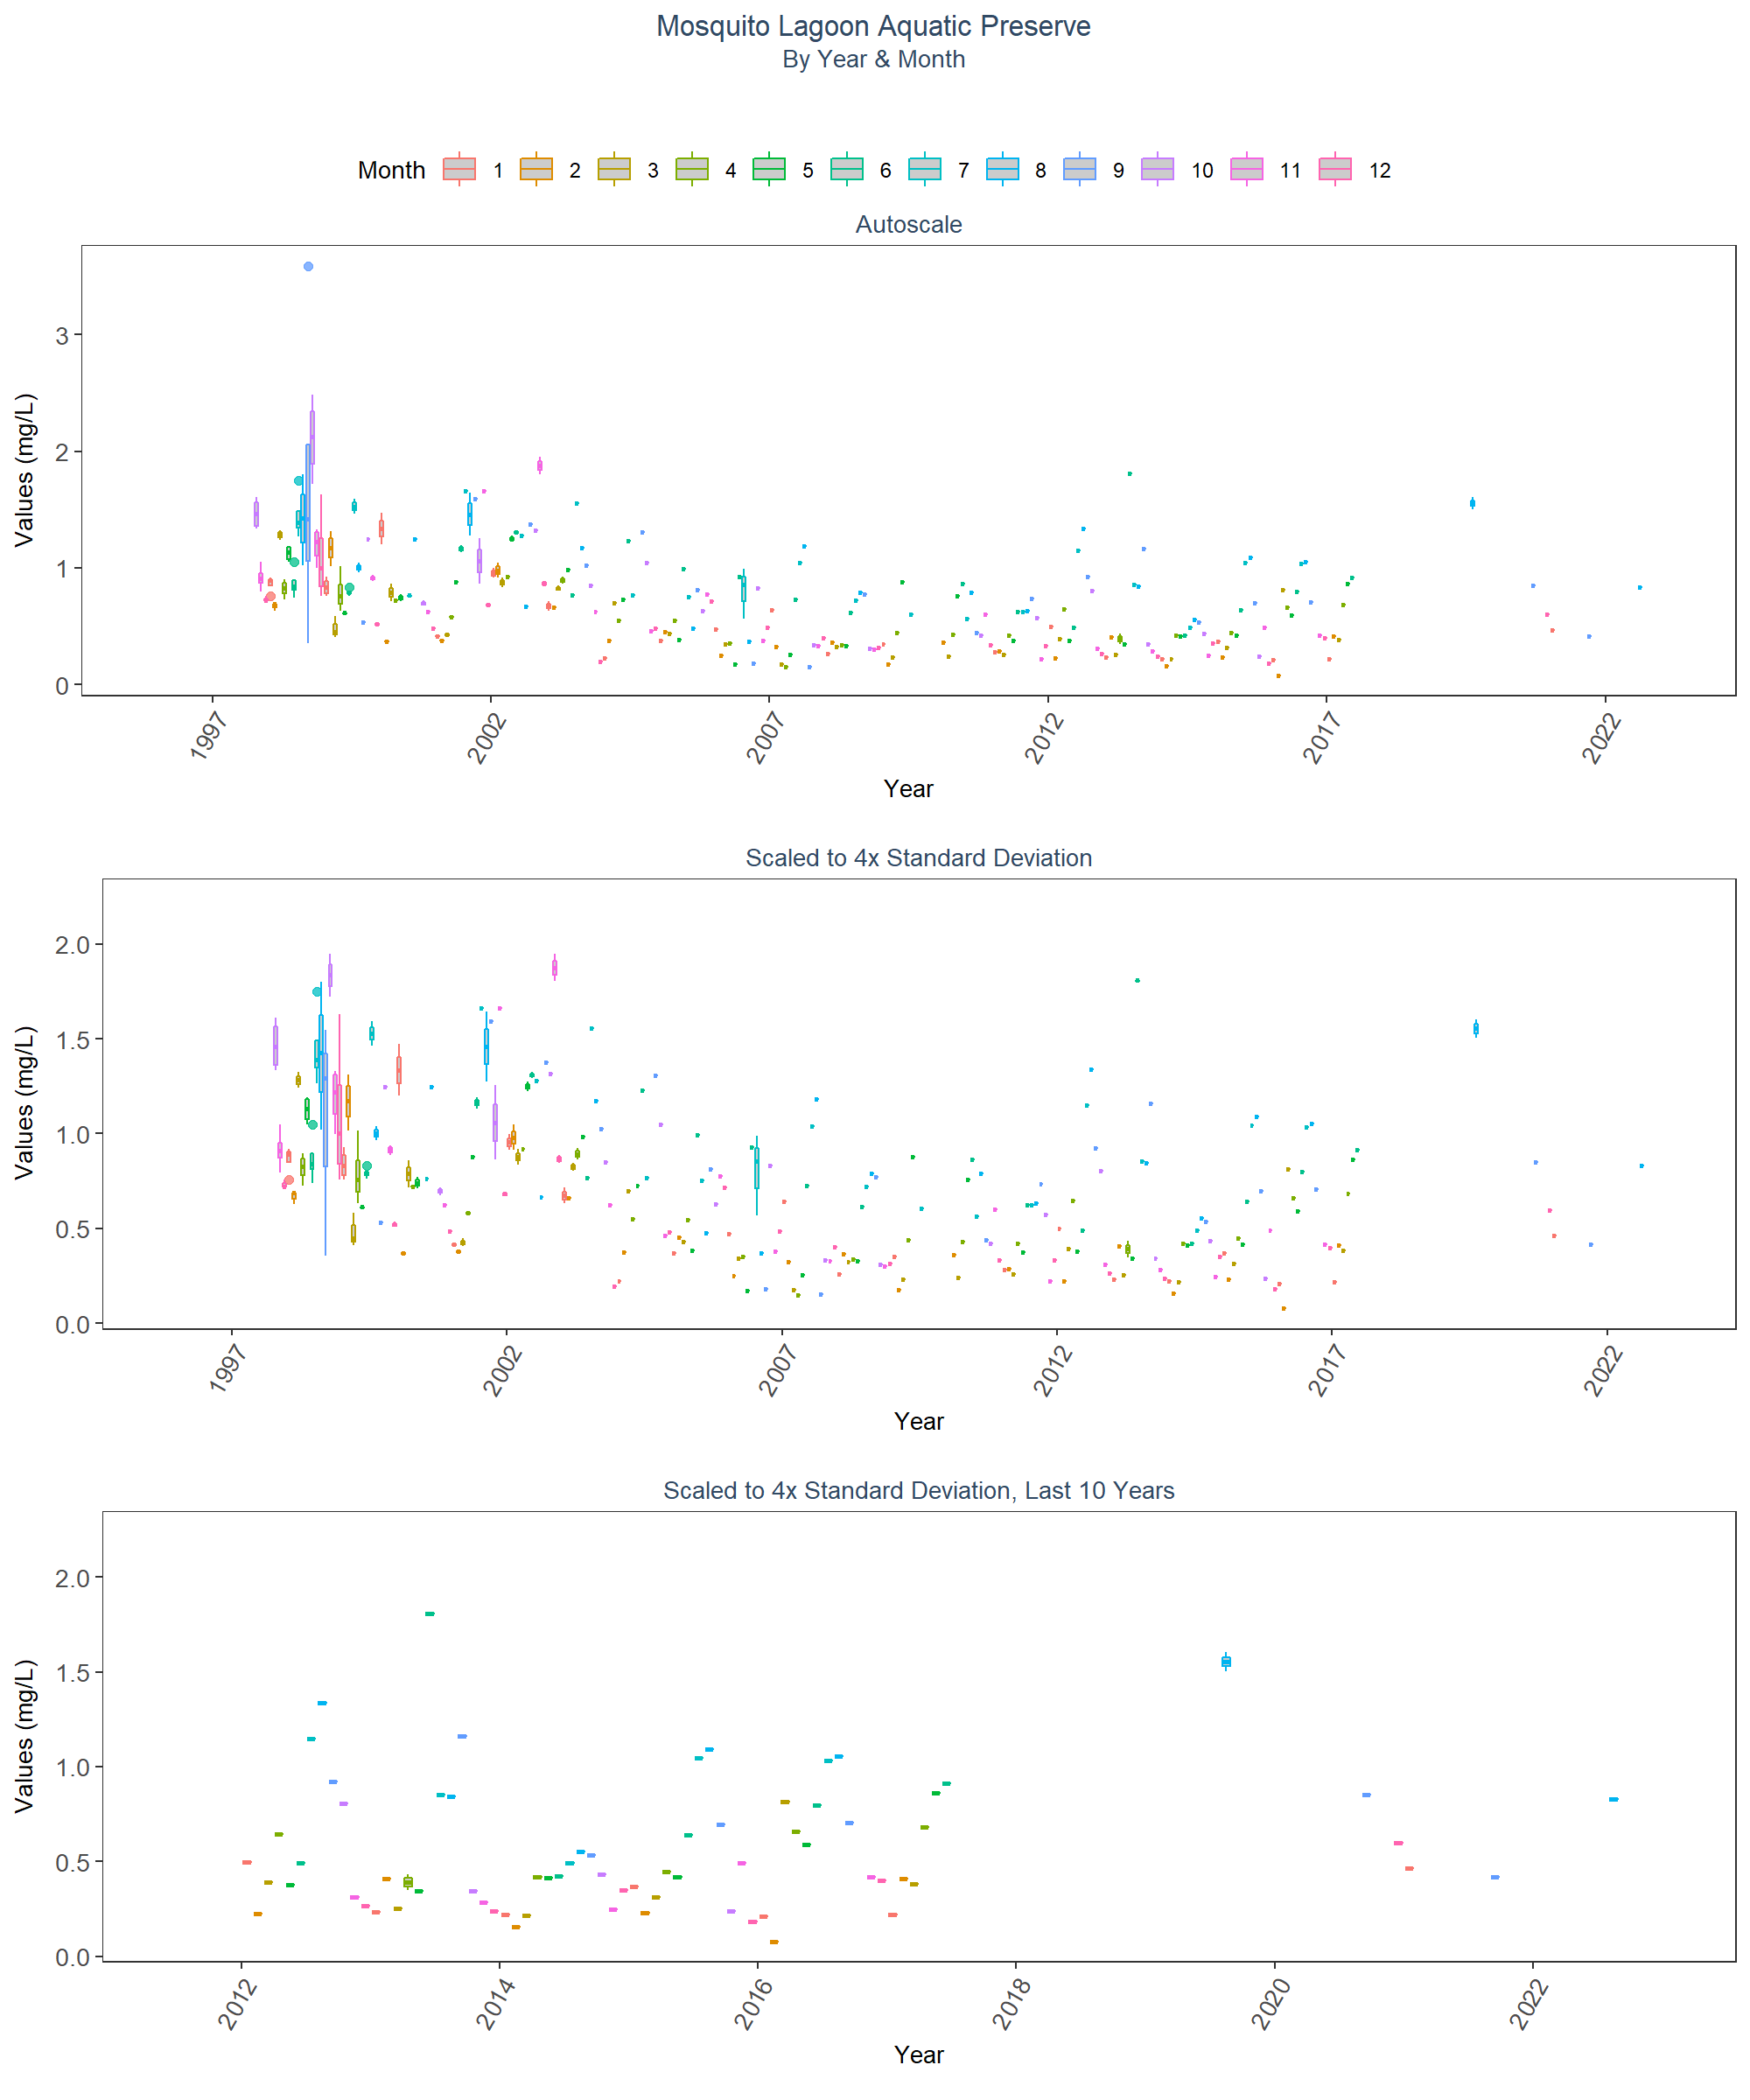 Mosquito Lagoon Aquatic Preserve
By Year & Month
Month 1 2 3 4 5 6 7 8 9 10 11 12
Autoscale
Values (mg/L)
3
2
1
0
1997 2002 2007 2012 2017 2022
Year
Scaled to 4x Standard Deviation
Values (mg/L)
2.0
1.5
1.0
0.5
0.0
1997 2002 2007 2012 2017 2022
Year
Scaled to 4x Standard Deviation, Last 10 Years
Values (mg/L)
2.0
1.5
1.0
0.5
0.0
2012 2014 2016 2018 2020 2022
Year